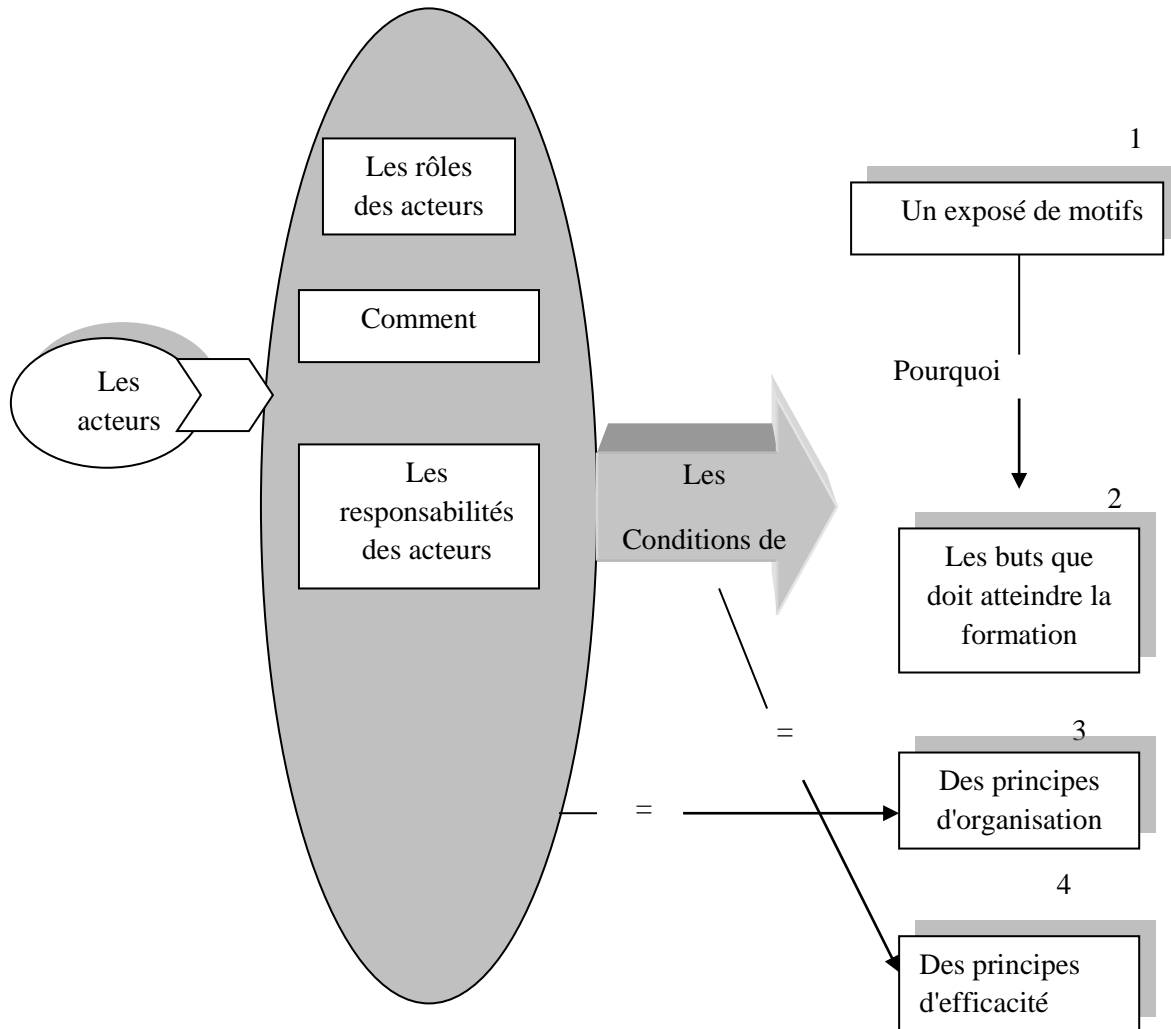 Les
acteurs
Les rôles
des acteurs
Comment
Les
responsabilités
des acteurs
Les
Conditions de
1
Un exposé de motifs
Pourquoi
2
Les buts que
doit atteindre la
formation
=
3
Des principes
d'organisation
=
4
Des principes
d'efficacité